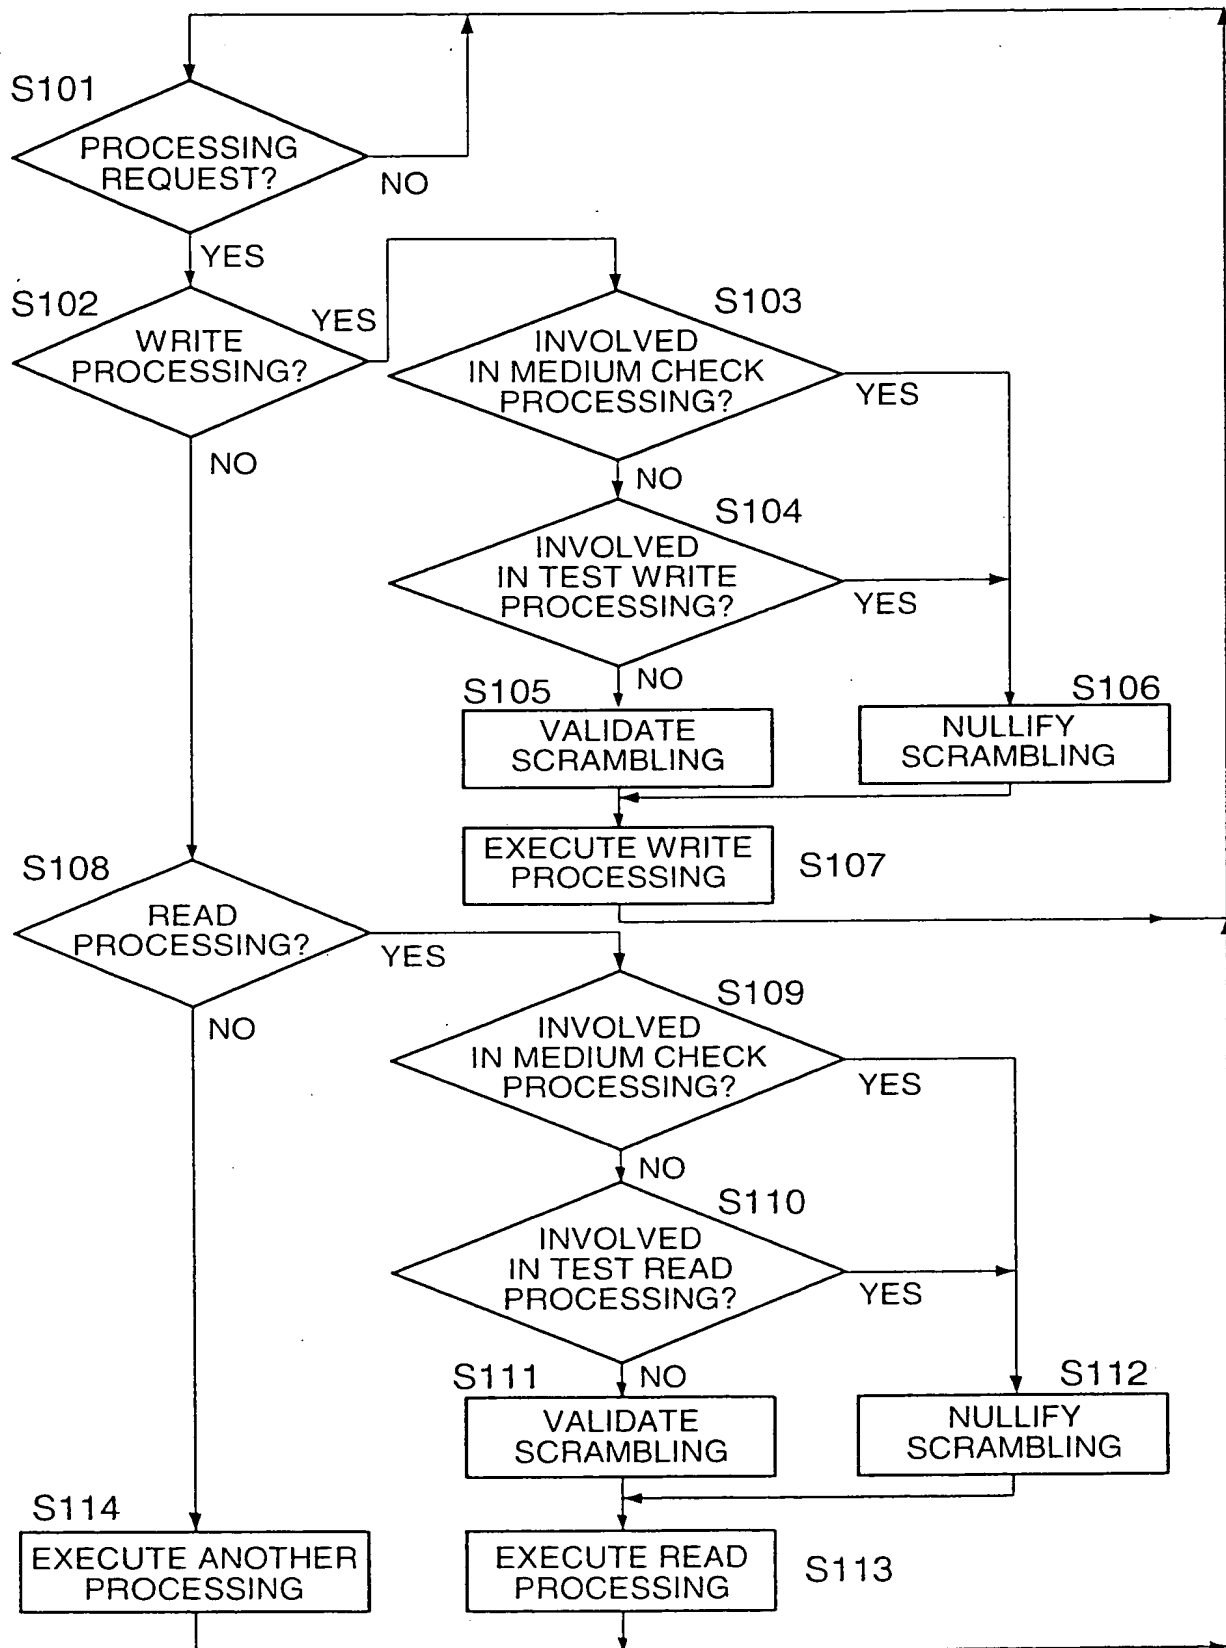 S101
PROCESSING
REQUEST?
NO
YES
S102
WRITE
PROCESSING?
YES
NO
S103
INVOLVED
IN MEDIUM CHECK
PROCESSING?
YES
NO
S104
INVOLVED
IN TEST WRITE
PROCESSING?
YES
NO
S105
VALIDATE
SCRAMBLING
S106
NULLIFY
SCRAMBLING
EXECUTE WRITE
PROCESSING
S107
S108
READ
PROCESSING?
YES
NO
S109
INVOLVED
IN MEDIUM CHECK
PROCESSING?
YES
NO
S110
INVOLVED
IN TEST READ
PROCESSING?
YES
NO
S111
VALIDATE
SCRAMBLING
S112
NULLIFY
SCRAMBLING
S114
EXECUTE ANOTHER
PROCESSING
EXECUTE READ
PROCESSING
S113